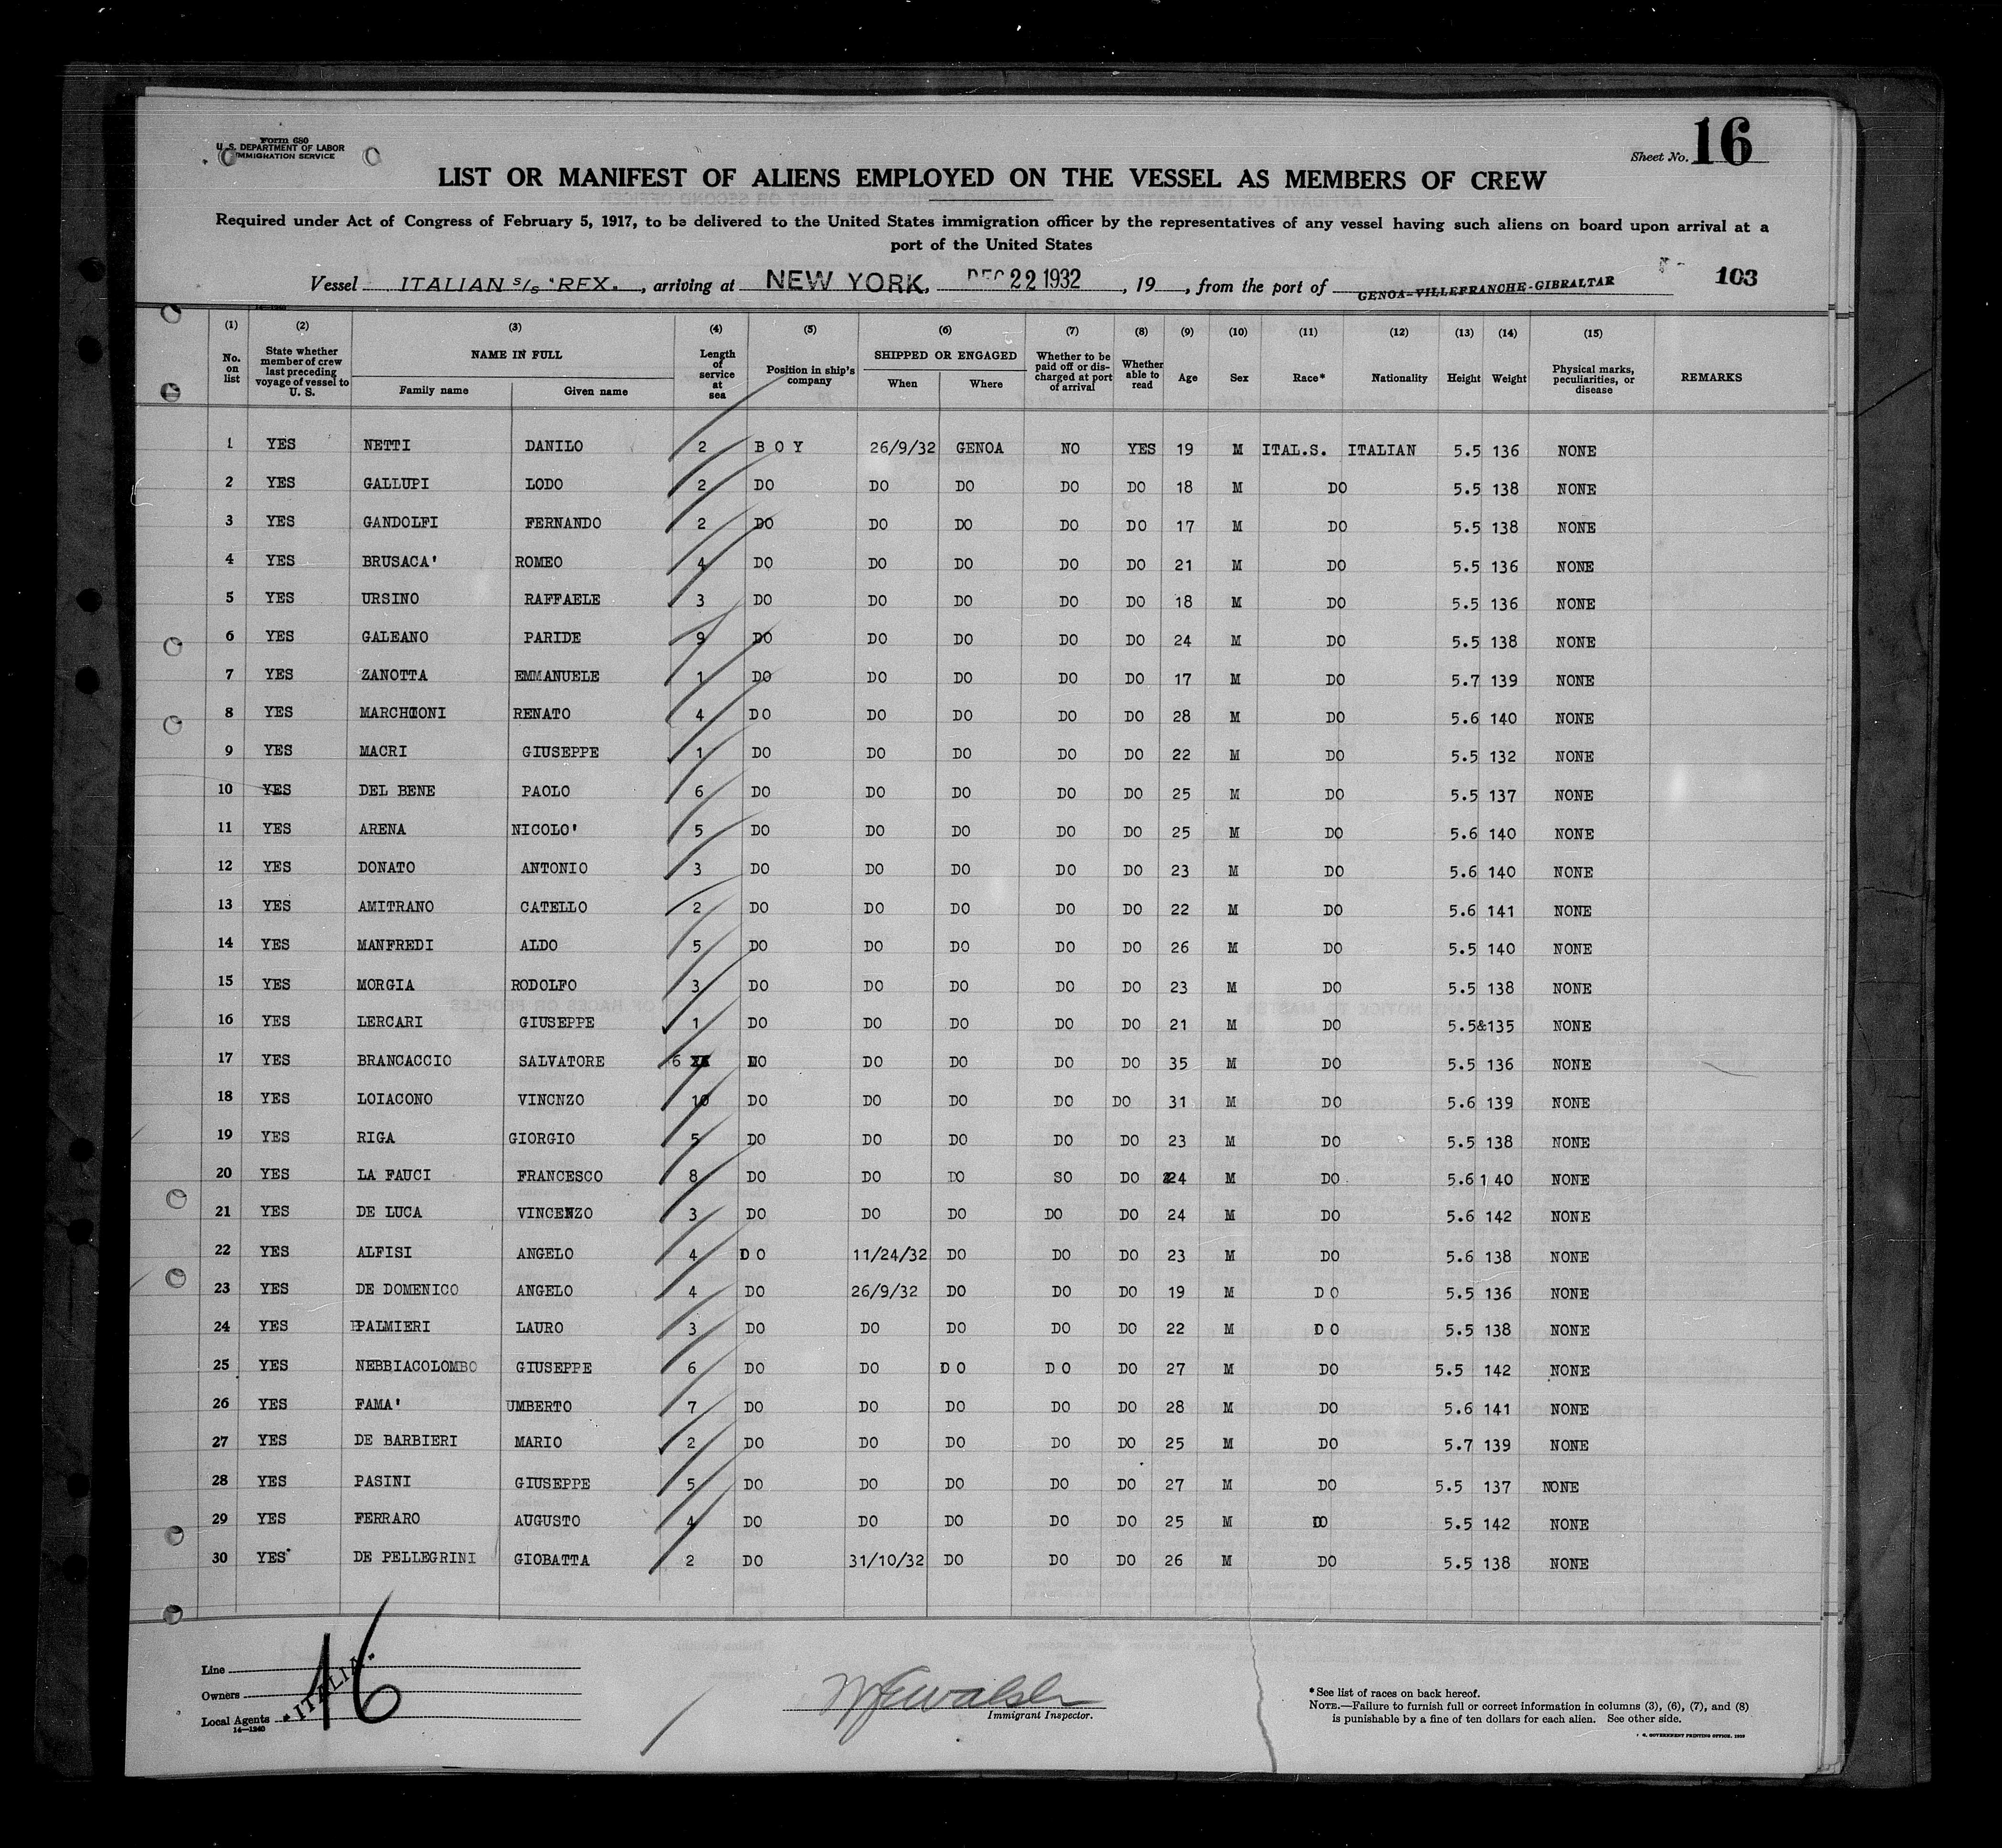 Form 680
U. S. DEPARTMENT OF LABOR
IMMIGRATION SERVICE
Sheet No. 16
LIST OR MANIFEST OF ALIENS EMPLOYED ON THE VESSEL AS MEMBERS OF CREW
Required under Act of Congress of February 5, 1917, to be delivered to the United States immigration officer by the representatives of any vessel having such aliens on board upon arrival at a
port of the United States
Vessel ITALIAN S/S "REX., arriving at NEW YORK, DEC 22 1932, 19 , from the port of GENOA-VILLEFRANCHE-GIBRALTAR 103
(1) (2) (3) (4) (5) (6) (7) (8) (9) (10) (11) (12) (13) (14) (15)
No. on list State whether member of crew last preceding voyage of vessel to U. S. NAME IN FULL Family name Given name Length of service at sea Position in ship's company SHIPPED OR ENGAGED When Where Whether to be paid off or discharged at port of arrival Whether able to read Age Sex Race* Nationality Height Weight Physical marks, peculiarities, or disease REMARKS
1 YES NETTI DANILO 2 B O Y 26/9/32 GENOA NO YES 19 M ITAL.S. ITALIAN 5.5 136 NONE
2 YES GALLUPI LODO 2 DO DO DO DO DO 18 M DO 5.5 138 NONE
3 YES GANDOLFI FERNANDO 2 DO DO DO DO DO 17 M DO 5.5 138 NONE
4 YES BRUSACA' ROMEO 4 DO DO DO DO DO 21 M DO 5.5 136 NONE
5 YES URSINO RAFFAELE 3 DO DO DO DO DO 18 M DO 5.5 136 NONE
6 YES GALEANO PARIDE 9 DO DO DO DO DO 24 M DO 5.5 138 NONE
7 YES ZANOTTA EMMANUELE 1 DO DO DO DO DO 17 M DO 5.7 139 NONE
8 YES MARCHIONI RENATO 4 DO DO DO DO DO 28 M DO 5.6 140 NONE
9 YES MACRI GIUSEPPE 1 DO DO DO DO DO 22 M DO 5.5 132 NONE
10 YES DEL BENE PAOLO 6 DO DO DO DO DO 25 M DO 5.5 137 NONE
11 YES ARENA NICOLO' 5 DO DO DO DO DO 25 M DO 5.6 140 NONE
12 YES DONATO ANTONIO 3 DO DO DO DO DO 23 M DO 5.6 140 NONE
13 YES AMITRANO CATELLO 2 DO DO DO DO DO 22 M DO 5.6 141 NONE
14 YES MANFREDI ALDO 5 DO DO DO DO DO 26 M DO 5.5 140 NONE
15 YES MORGIA RODOLFO 3 DO DO DO DO DO 23 M DO 5.5 138 NONE
16 YES LERCARI GIUSEPPE 1 DO DO DO DO DO 21 M DO 5.5&135 NONE
17 YES BRANCACCIO SALVATORE 6 DO DO DO DO DO 35 M DO 5.5 136 NONE
18 YES LOIACONO VINCNZO 10 DO DO DO DO DO 31 M DO 5.6 139 NONE
19 YES RIGA GIORGIO 5 DO DO DO DO DO 23 M DO 5.5 138 NONE
20 YES LA FAUCI FRANCESCO 8 DO DO DO SO DO 24 M DO 5.6 1 40 NONE
21 YES DE LUCA VINCENZO 3 DO DO DO DO DO 24 M DO 5.6 142 NONE
22 YES ALFISI ANGELO 4 D O 11/24/32 DO DO DO 23 M DO 5.6 138 NONE
23 YES DE DOMENICO ANGELO 4 DO 26/9/32 DO DO DO 19 M D O 5.5 136 NONE
24 YES PALMIERI LAURO 3 DO DO DO DO DO 22 M D O 5.5 138 NONE
25 YES NEBBIACOLOMBO GIUSEPPE 6 DO DO D O D O DO 27 M DO 5.5 142 NONE
26 YES FAMA' UMBERTO 7 DO DO DO DO DO 28 M DO 5.6 141 NONE
27 YES DE BARBIERI MARIO 2 DO DO DO DO DO 25 M DO 5.7 139 NONE
28 YES PASINI GIUSEPPE 5 DO DO DO DO DO 27 M DO 5.5 137 NONE
29 YES FERRARO AUGUSTO 4 DO DO DO DO DO 25 M DO 5.5 142 NONE
30 YES DE PELLEGRINI GIOBATTA 2 DO 31/10/32 DO DO DO 26 M DO 5.5 138 NONE
Line
Owners
Local Agents
"ITALIA"
16
14—1240
Immigrant Inspector.
*See list of races on back hereof.
NOTE.—Failure to furnish full or correct information in columns (3), (6), (7), and (8)
is punishable by a fine of ten dollars for each alien. See other side.